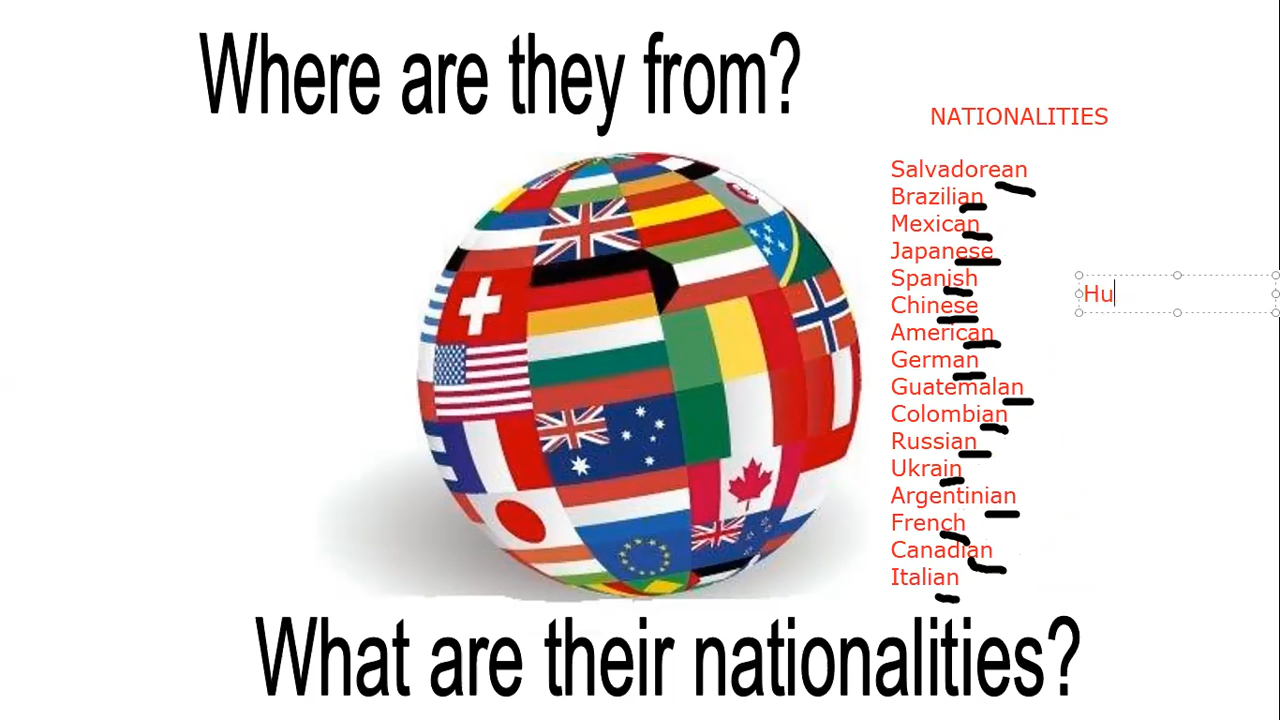 Where are they from?
NATIONALITIES
Salvadorean
Brazilian
Mexican
Japanese
Spanish
Chinese
American
German
Guatemalan
Colombian
Russian
Ukrain
Argentinian
French
Canadian
Italian
Hu
What are their nationalities?